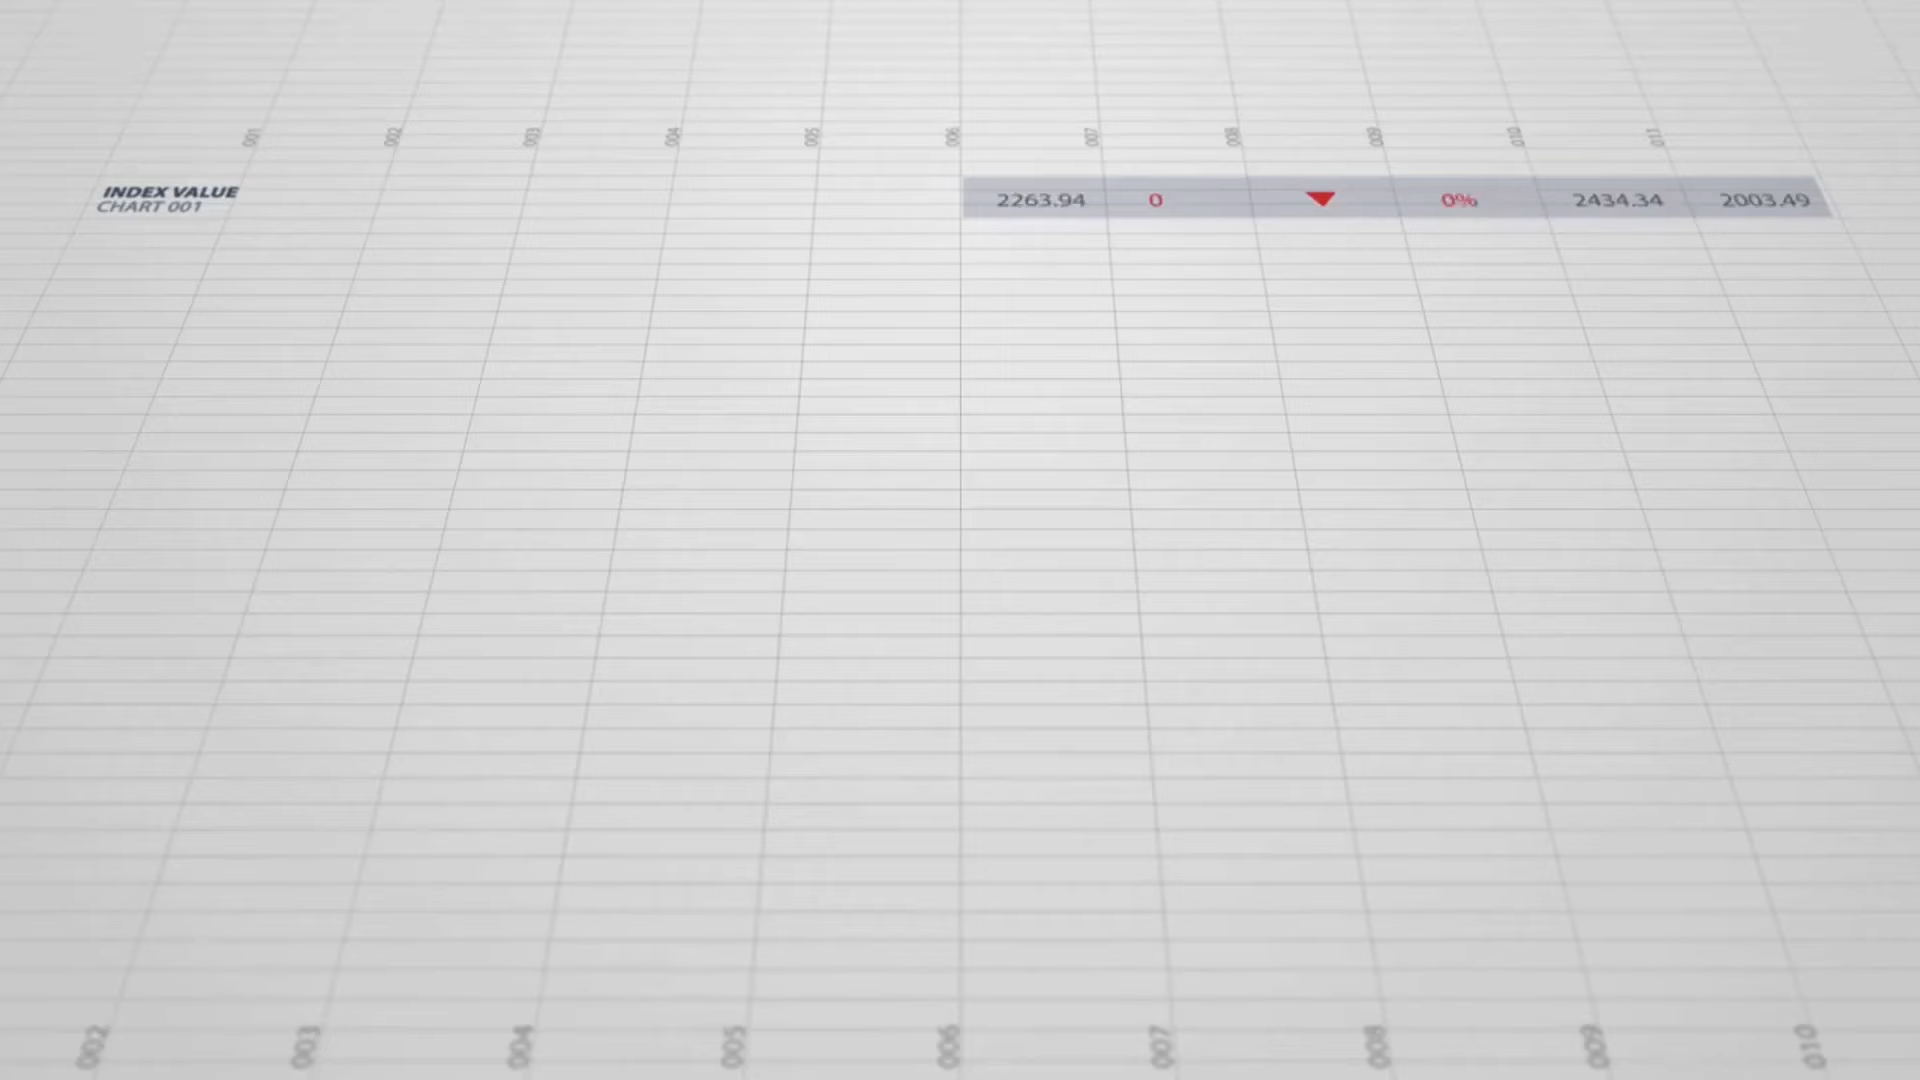 001 002 003 004 005 006 007 008 009 010 011
INDEX VALUE
CHART 001
2263.94 0 0% 2434.34 2003.49
002 003 004 005 006 007 008 009 010